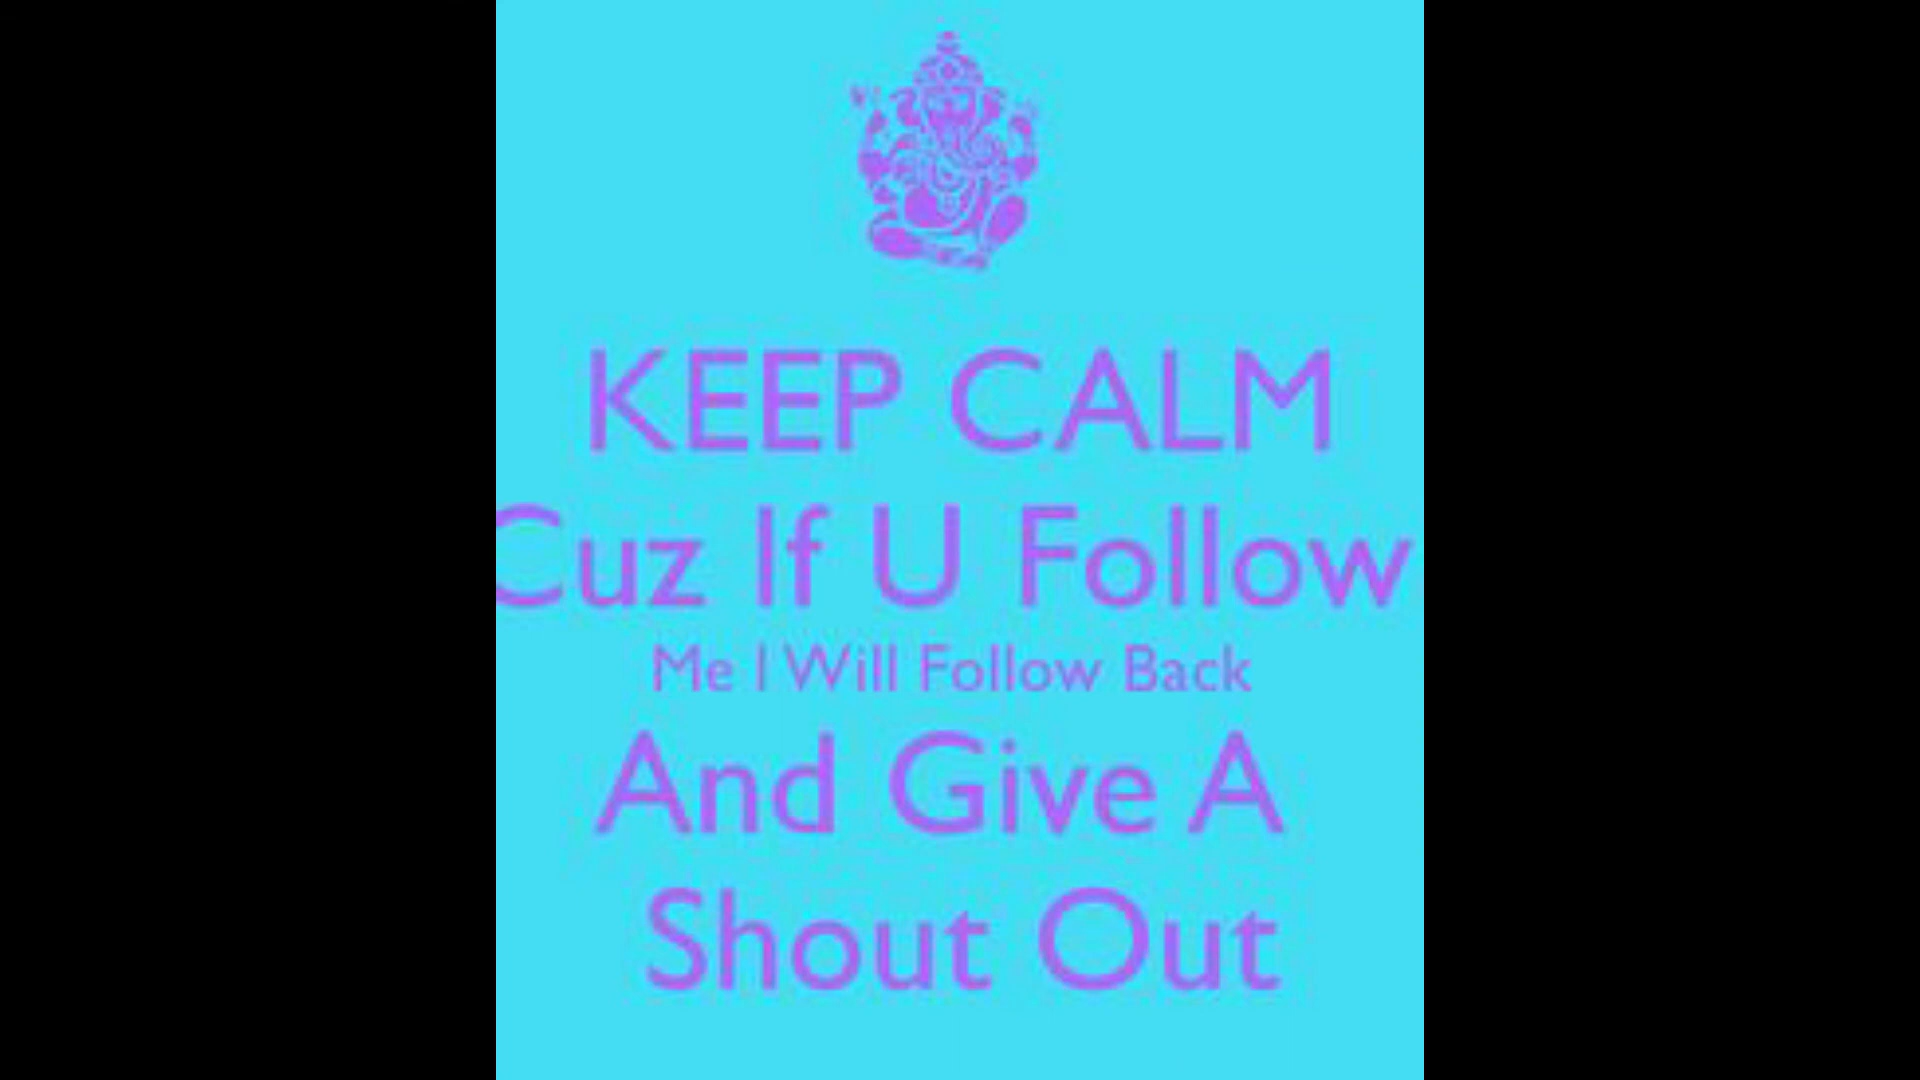 KEEP CALM
Cuz If U Follow
Me I Will Follow Back
And Give A
Shout Out